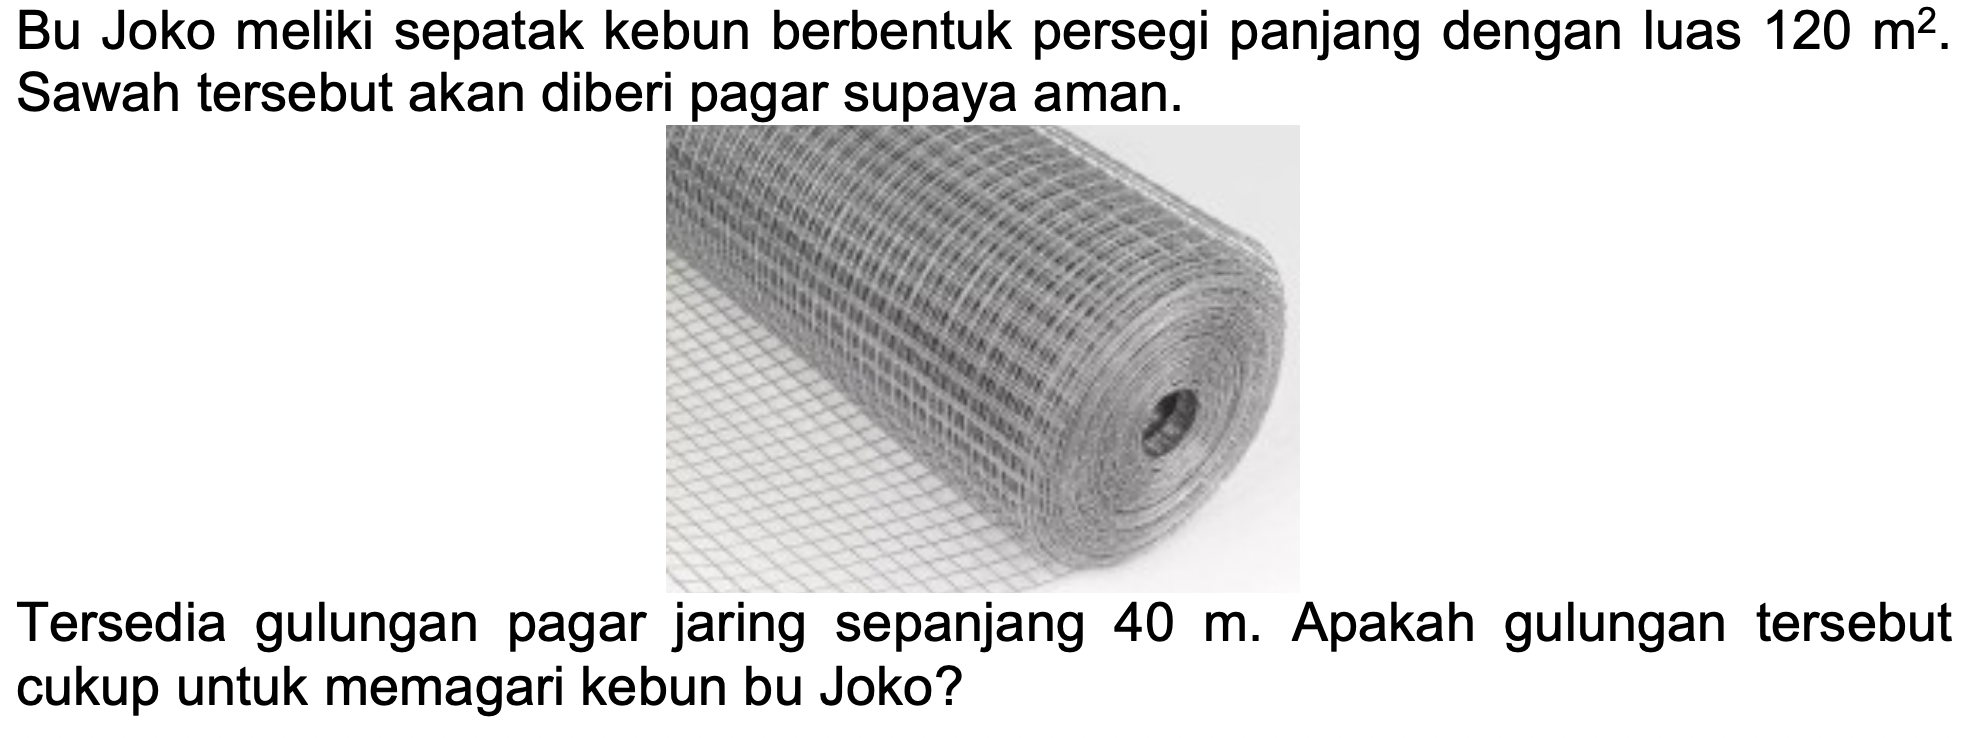 Bu Joko meliki sepatak kebun berbentuk persegi panjang dengan luas 120 m².
Sawah tersebut akan diberi pagar supaya aman.
Tersedia gulungan pagar jaring sepanjang 40 m. Apakah gulungan tersebut
cukup untuk memagari kebun bu Joko?